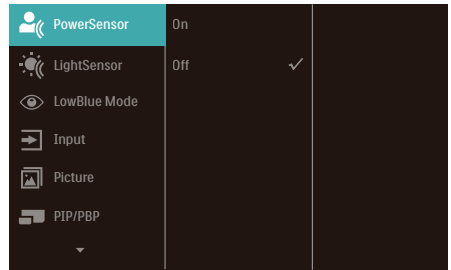 PowerSensor
On
LightSensor
Off
LowBlue Mode
Input
Picture
PIP/PBP